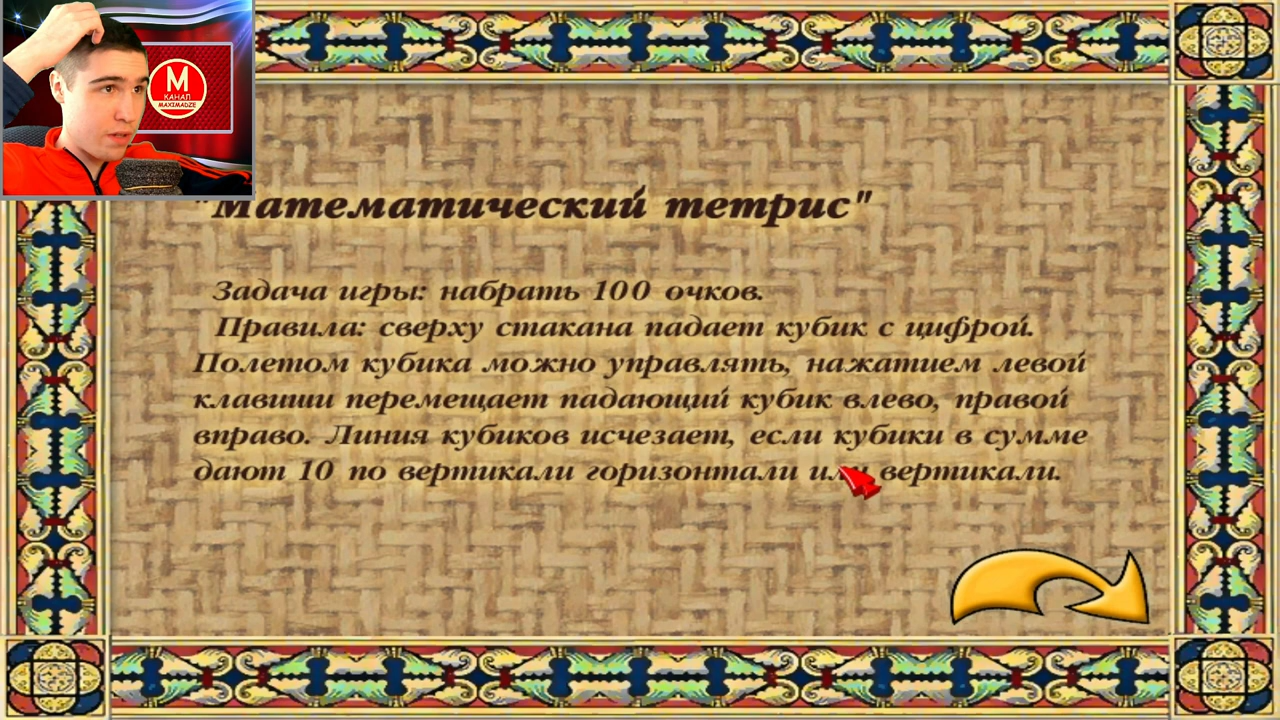 М
КАНАЛ
MAXIMADZE
"Математический тетрис"
Задача игры: набрать 100 очков.
Правила: сверху стакана падает кубик с цифрой.
Полетом кубика можно управлять, нажатием левой
клавиши перемещает падающий кубик влево, правой
вправо. Линия кубиков исчезает, если кубики в сумме
дают 10 по вертикали горизонтали или вертикали.